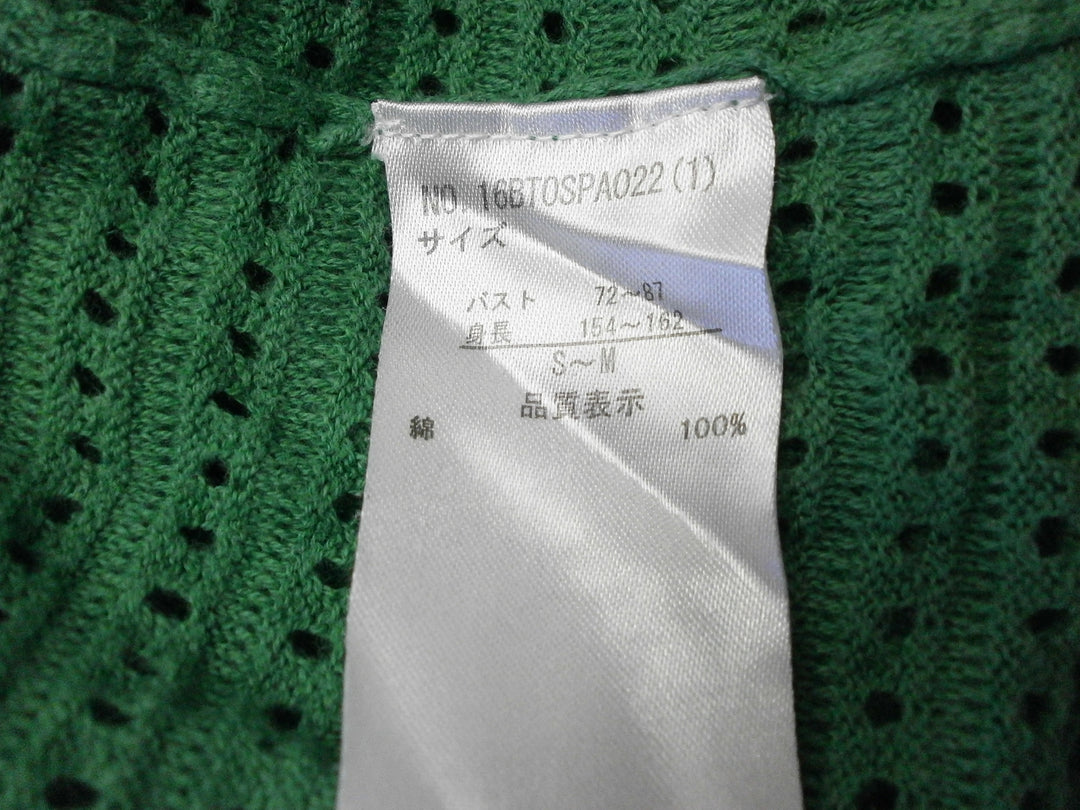 NO. 16BTOSPA022(1)
サイズ
バスト 72～87
身長 154～162
S～M
品質表示
綿 100%